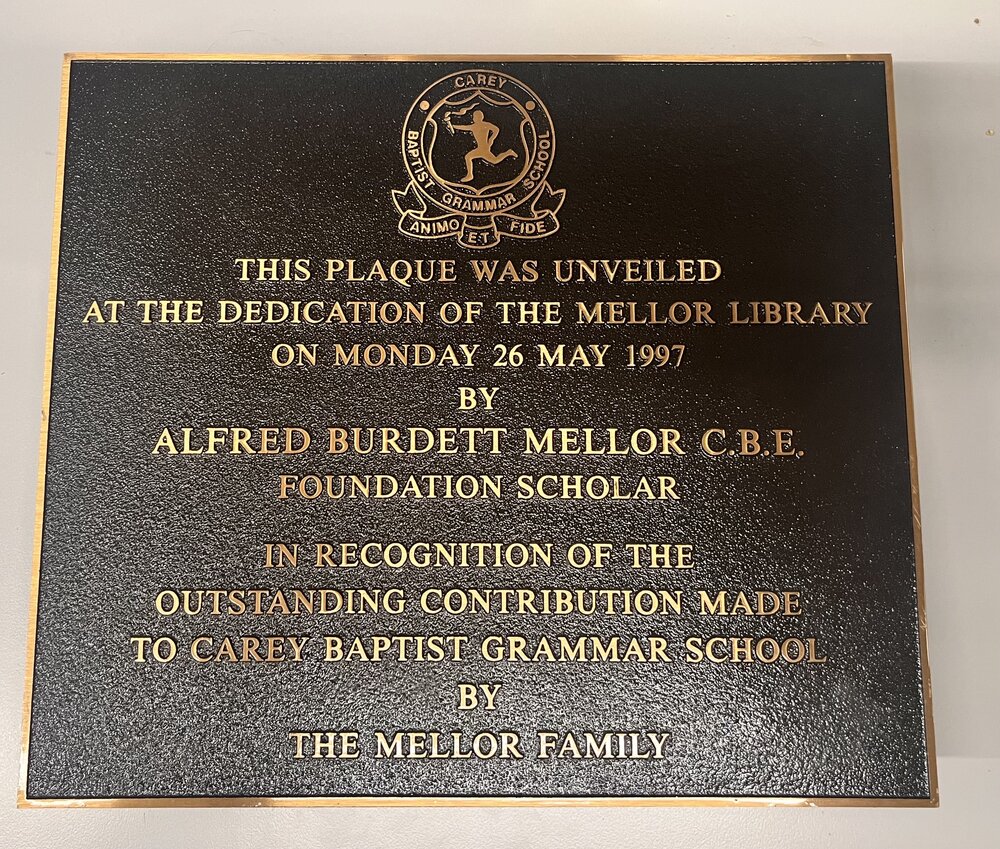 CAREY
BAPTIST GRAMMAR SCHOOL
ANIMO ET FIDE
THIS PLAQUE WAS UNVEILED
AT THE DEDICATION OF THE MELLOR LIBRARY
ON MONDAY 26 MAY 1997
BY
ALFRED BURDETT MELLOR C.B.E.
FOUNDATION SCHOLAR
IN RECOGNITION OF THE
OUTSTANDING CONTRIBUTION MADE
TO CAREY BAPTIST GRAMMAR SCHOOL
BY
THE MELLOR FAMILY